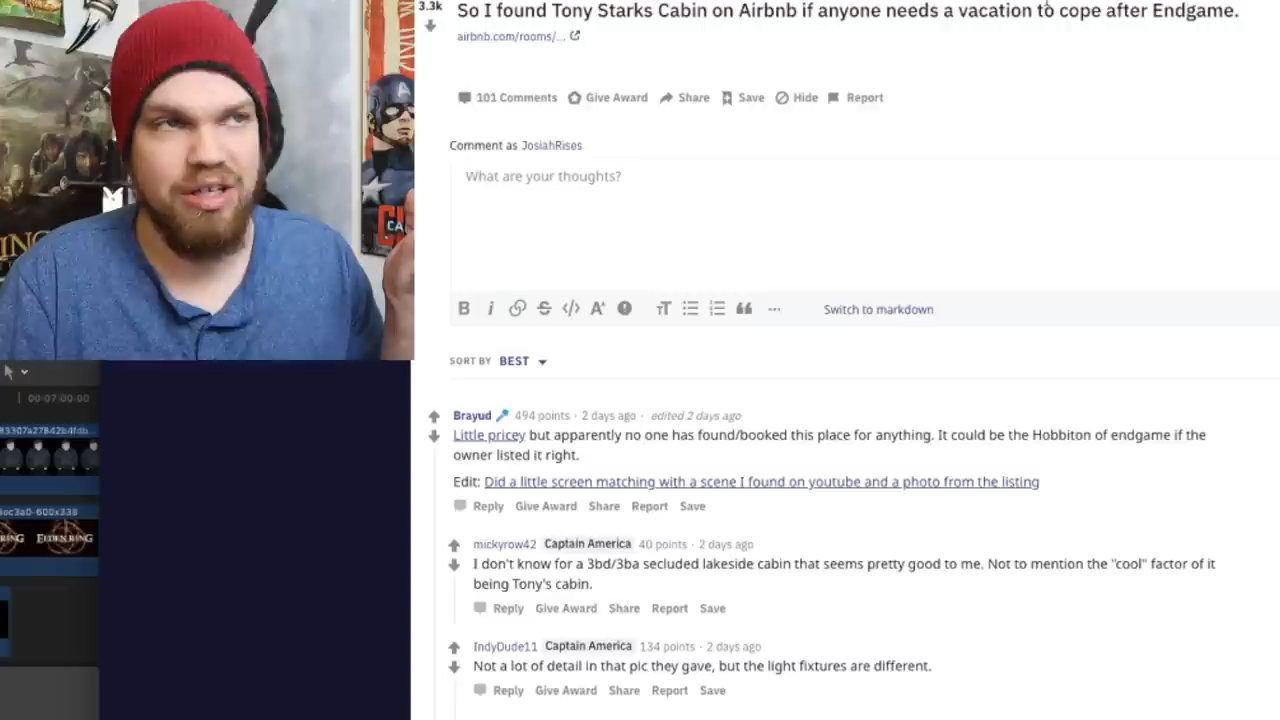 3.3k
So I found Tony Starks Cabin on Airbnb if anyone needs a vacation to cope after Endgame.
airbnb.com/rooms/...
101 Comments Give Award Share Save Hide Report
Comment as JosiahRises
What are your thoughts?
B i S </> A TT Switch to markdown
SORT BY BEST
Brayud 494 points · 2 days ago · edited 2 days ago
Little pricey but apparently no one has found/booked this place for anything. It could be the Hobbiton of endgame if the
owner listed it right.
Edit: Did a little screen matching with a scene I found on youtube and a photo from the listing
Reply Give Award Share Report Save
mickyrow42 Captain America 40 points · 2 days ago
I don't know for a 3bd/3ba secluded lakeside cabin that seems pretty good to me. Not to mention the "cool" factor of it
being Tony's cabin.
Reply Give Award Share Report Save
IndyDude11 Captain America 134 points · 2 days ago
Not a lot of detail in that pic they gave, but the light fixtures are different.
Reply Give Award Share Report Save
A
CA
ING
00:07:00:00
ELDEN RING